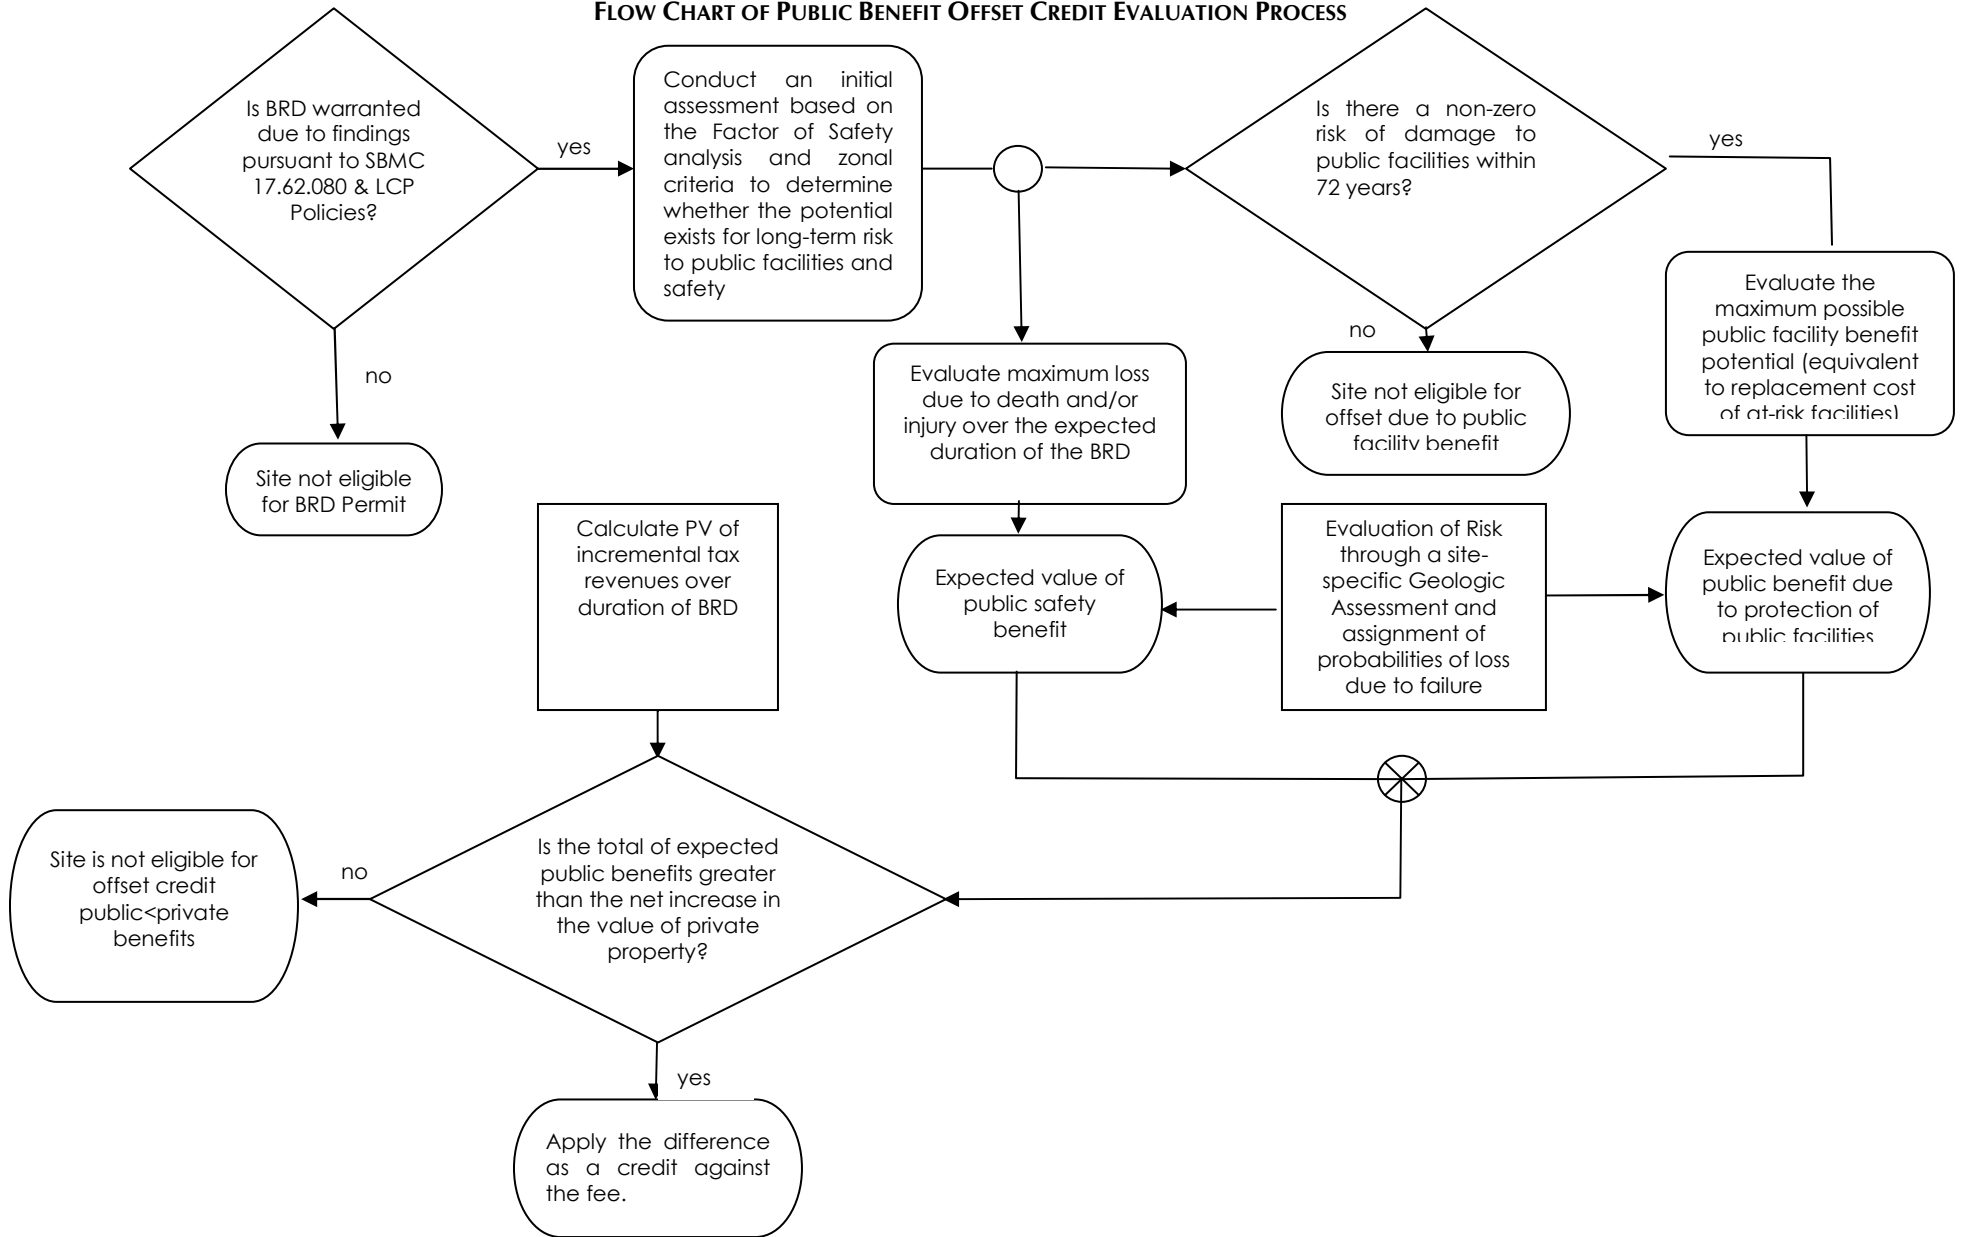 FLOW CHART OF PUBLIC BENEFIT OFFSET CREDIT EVALUATION PROCESS
Is BRD warranted
due to findings
pursuant to SBMC
17.62.080 & LCP
Policies?
yes
no
Site not eligible
for BRD Permit
Conduct an initial
assessment based on
the Factor of Safety
analysis and zonal
criteria to determine
whether the potential
exists for long-term risk
to public facilities and
safety
Is there a non-zero
risk of damage to
public facilities within
72 years?
yes
no
Site not eligible for
offset due to public
facility benefit
Evaluate the
maximum possible
public facility benefit
potential (equivalent
to replacement cost
of at-risk facilities)
Evaluate maximum loss
due to death and/or
injury over the expected
duration of the BRD
Expected value of
public safety
benefit
Evaluation of Risk
through a site-
specific Geologic
Assessment and
assignment of
probabilities of loss
due to failure
Expected value of
public benefit due
to protection of
public facilities
Calculate PV of
incremental tax
revenues over
duration of BRD
Is the total of expected
public benefits greater
than the net increase in
the value of private
property?
no
Site is not eligible for
offset credit
public<private
benefits
yes
Apply the difference
as a credit against
the fee.